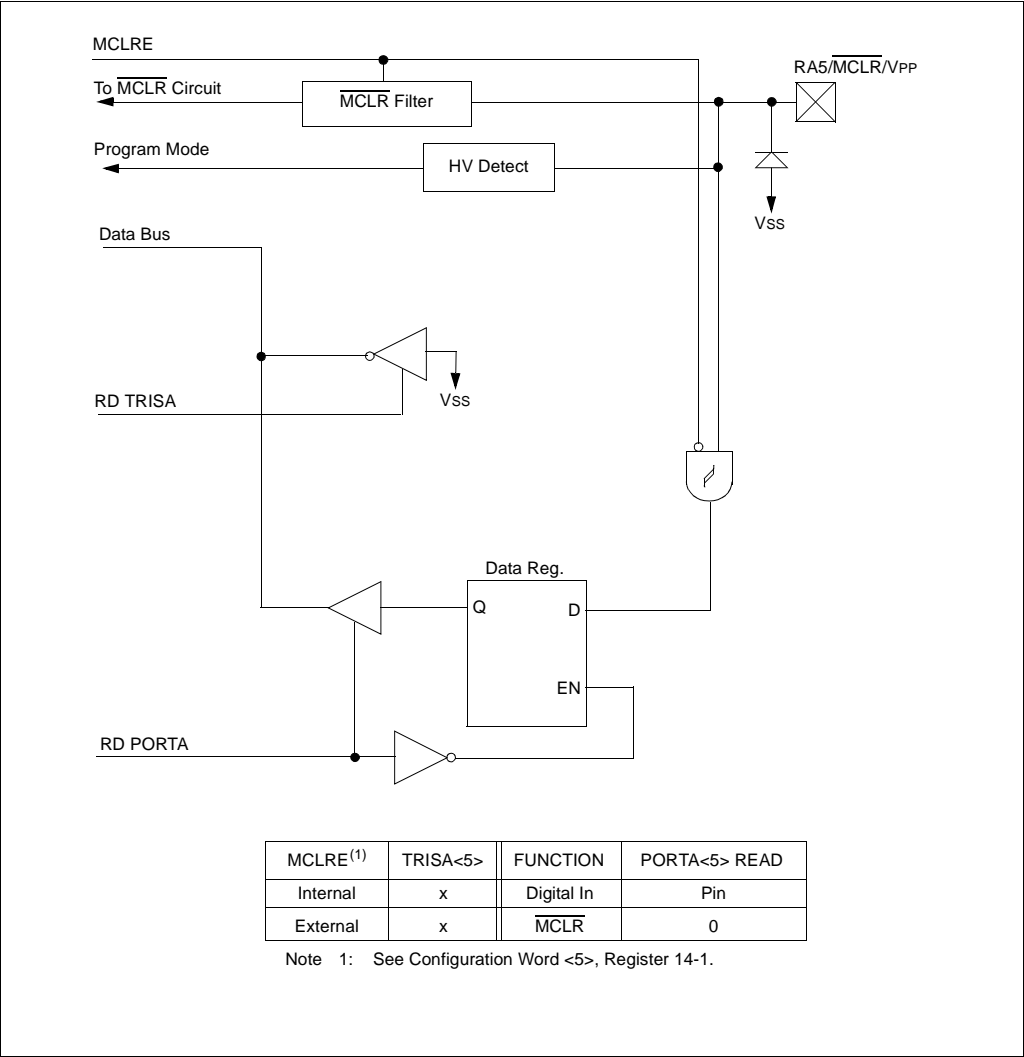 MCLRE
RA5/MCLR/VPP
To MCLR Circuit
MCLR Filter
Program Mode
HV Detect
VSS
Data Bus
RD TRISA
VSS
Data Reg.
Q
D
EN
RD PORTA
MCLRE(1) TRISA<5> FUNCTION PORTA<5> READ
Internal x Digital In Pin
External x MCLR 0
Note 1: See Configuration Word <5>, Register 14-1.